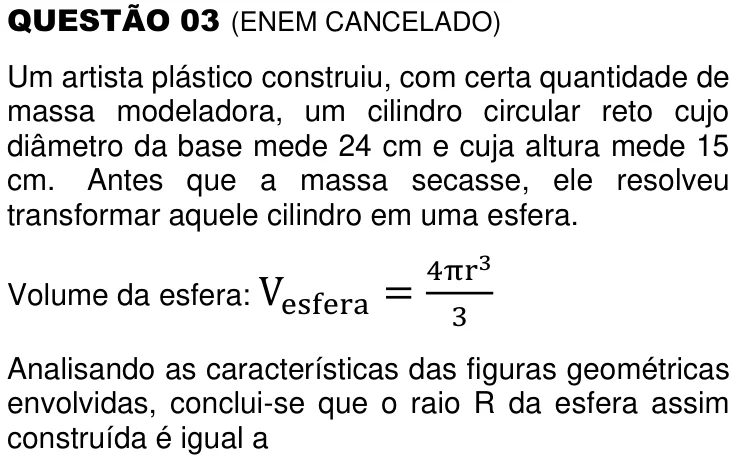 QUESTÃO 03 (ENEM CANCELADO)
Um artista plástico construiu, com certa quantidade de
massa modeladora, um cilindro circular reto cujo
diâmetro da base mede 24 cm e cuja altura mede 15
cm. Antes que a massa secasse, ele resolveu
transformar aquele cilindro em uma esfera.
Volume da esfera: V_esfera = 4πr³/3
Analisando as características das figuras geométricas
envolvidas, conclui-se que o raio R da esfera assim
construída é igual a